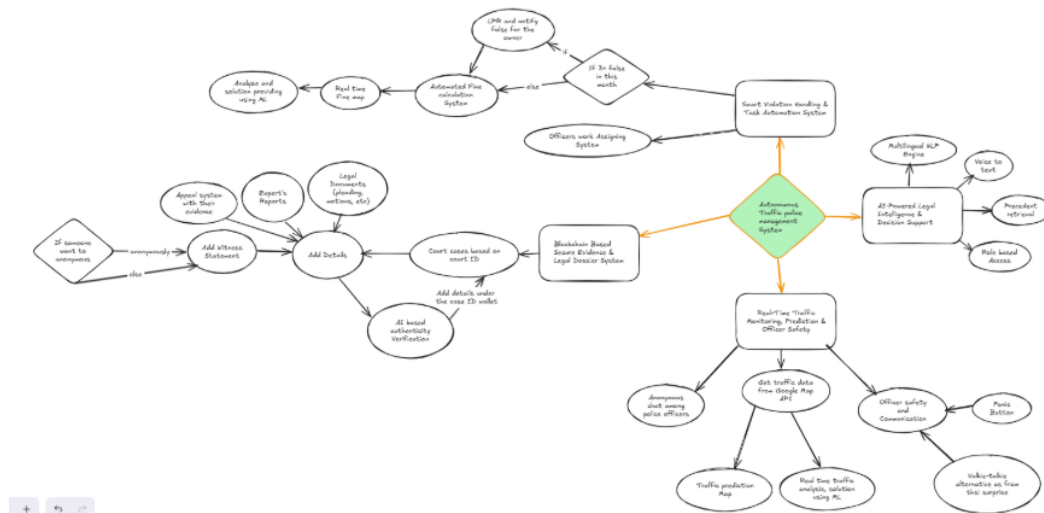 LPR and notify
false for the
owner
if
If 3n false
in this
month
else
Automated Fine
calculation
System
Real time
Fine map
Analyze and
solution providing
using ML
Smart Violation Handling &
Task Automation System
Officers work Assigning
System
Multilingual NLP
Engine
Voice to
text
AI-Powered Legal
Intelligence &
Decision Support
Precedent
retrieval
Role based
Access
Autonomous
Traffic police
management
System
Legal
Documents
(pleading,
motions, etc)
Expert's
Reports
Appeal system
with their
evidence
If someone
want to
anonymous
anonymously
else
Add Witness
Statement
Add Details
Court cases based on
court ID
Blockchain Based
Secure Evidence &
Legal Dossier System
Add details under
the case ID wallet
AI based
authenticity
Verification
Real-Time Traffic
Monitoring, Prediction &
Officer Safety
Anonymous
chat among
police officers
Get traffic data
from Google Map
API
Officer safety
and
Communication
Panic
Button
Traffic prediction
Map
Real time traffic
analysis, solution
using ML
Walkie-talkie
alternative as from
surprise